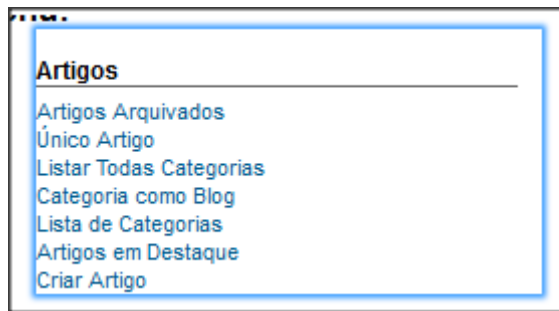 Artigos
Artigos Arquivados
Único Artigo
Listar Todas Categorias
Categoria como Blog
Lista de Categorias
Artigos em Destaque
Criar Artigo